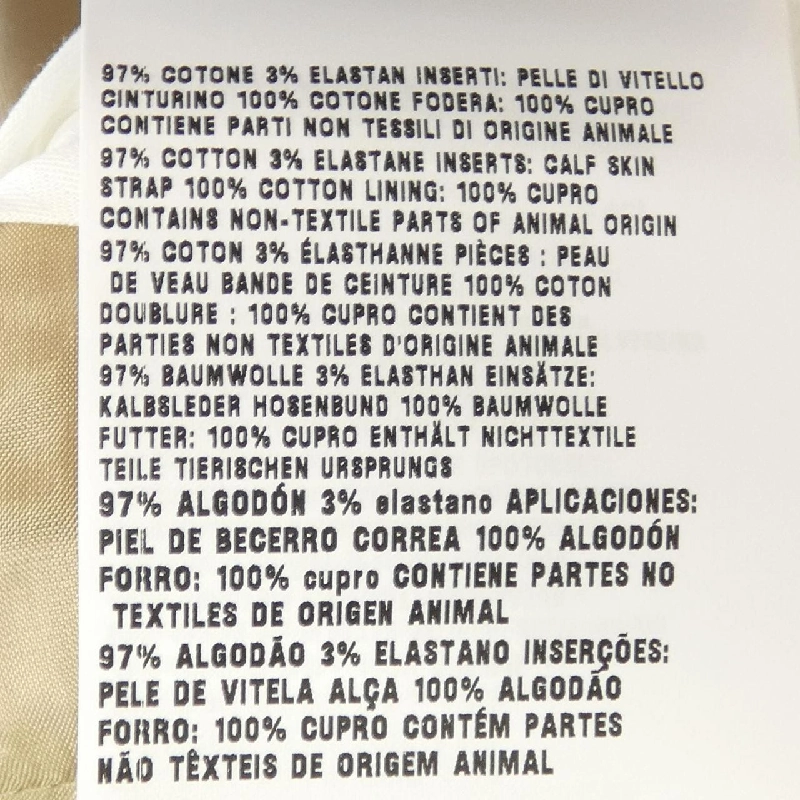 97% COTONE 3% ELASTAN INSERTI: PELLE DI VITELLO
CINTURINO 100% COTONE FODERA: 100% CUPRO
CONTIENE PARTI NON TESSILI DI ORIGINE ANIMALE
97% COTTON 3% ELASTANE INSERTS: CALF SKIN
STRAP 100% COTTON LINING: 100% CUPRO
CONTAINS NON-TEXTILE PARTS OF ANIMAL ORIGIN
97% COTON 3% ÉLASTHANNE PIÈCES : PEAU
DE VEAU BANDE DE CEINTURE 100% COTON
DOUBLURE : 100% CUPRO CONTIENT DES
PARTIES NON TEXTILES D'ORIGINE ANIMALE
97% BAUMWOLLE 3% ELASTHAN EINSÄTZE:
KALBSLEDER HOSENBUND 100% BAUMWOLLE
FUTTER: 100% CUPRO ENTHÄLT NICHTTEXTILE
TEILE TIERISCHEN URSPRUNGS
97% ALGODÓN 3% elastano APLICACIONES:
PIEL DE BECERRO CORREA 100% ALGODÓN
FORRO: 100% cupro CONTIENE PARTES NO
TEXTILES DE ORIGEN ANIMAL
97% ALGODÃO 3% ELASTANO INSERÇÕES:
PELE DE VITELA ALÇA 100% ALGODÃO
FORRO: 100% CUPRO CONTÉM PARTES
NÃO TÊXTEIS DE ORIGEM ANIMAL